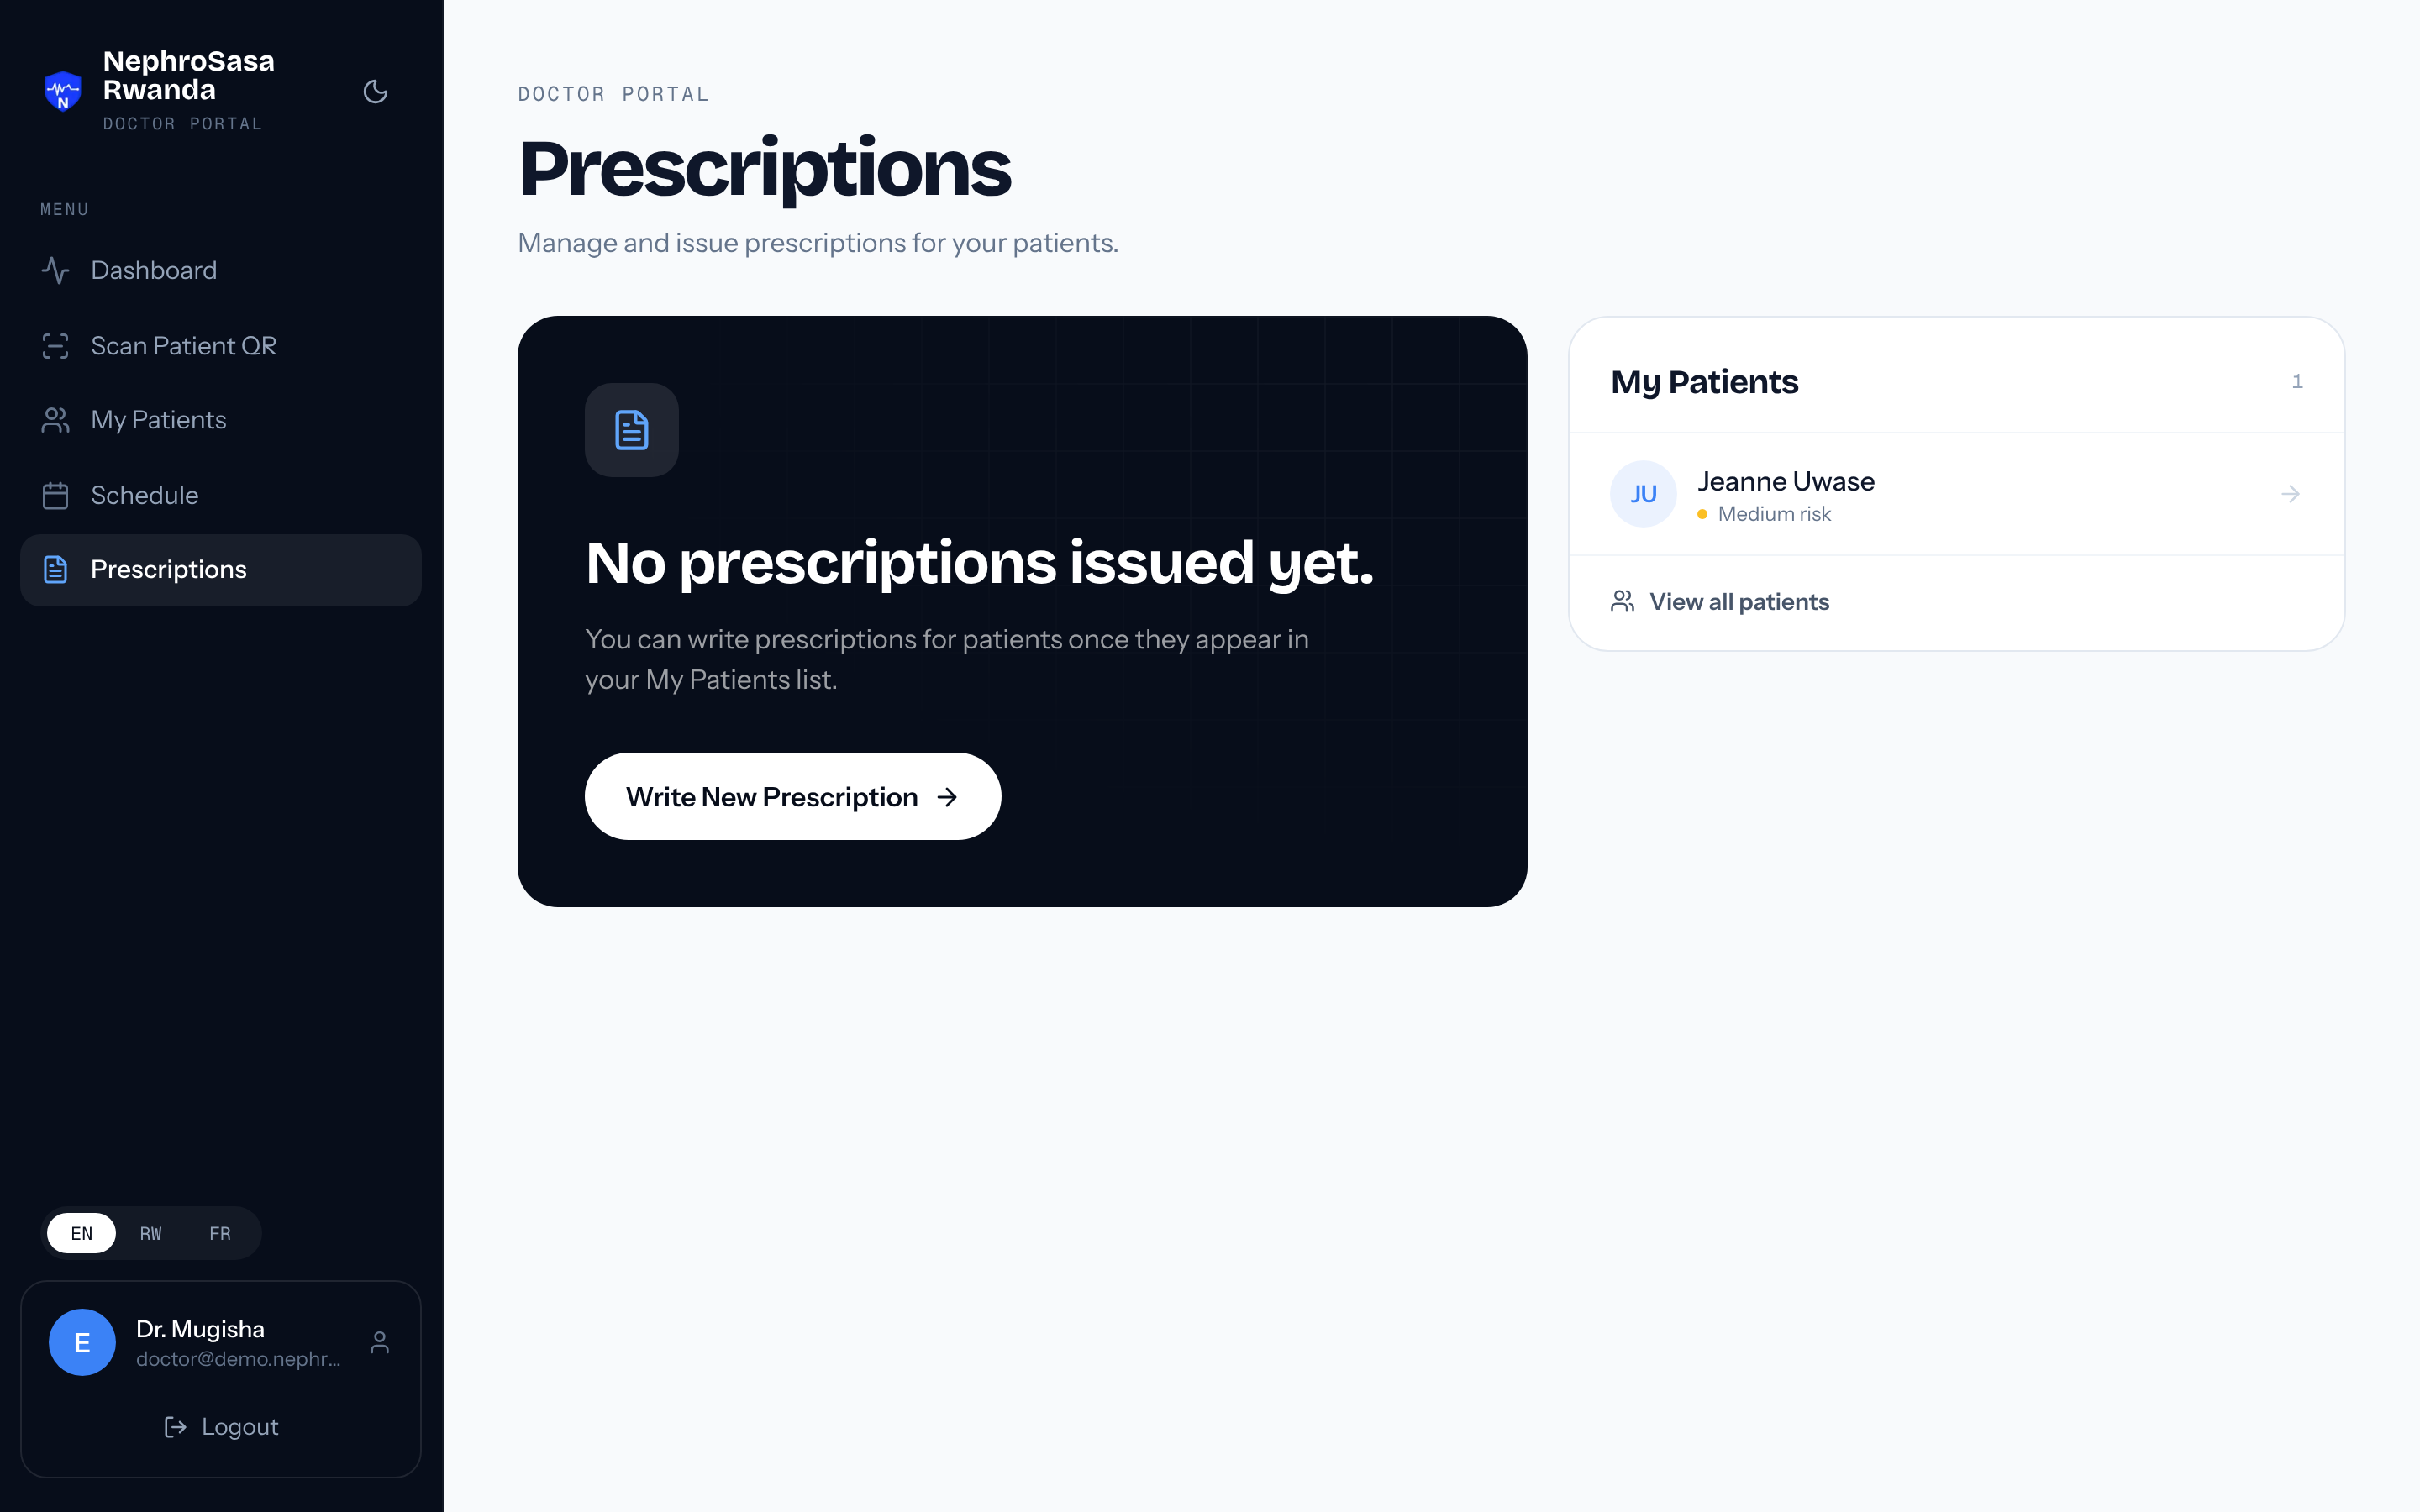 NephroSasa
Rwanda
DOCTOR PORTAL
MENU
Dashboard
Scan Patient QR
My Patients
Schedule
Prescriptions
EN RW FR
E
Dr. Mugisha
doctor@demo.nephr...
Logout
DOCTOR PORTAL
Prescriptions
Manage and issue prescriptions for your patients.
No prescriptions issued yet.
You can write prescriptions for patients once they appear in
your My Patients list.
Write New Prescription
My Patients 1
JU
Jeanne Uwase
Medium risk
View all patients
N